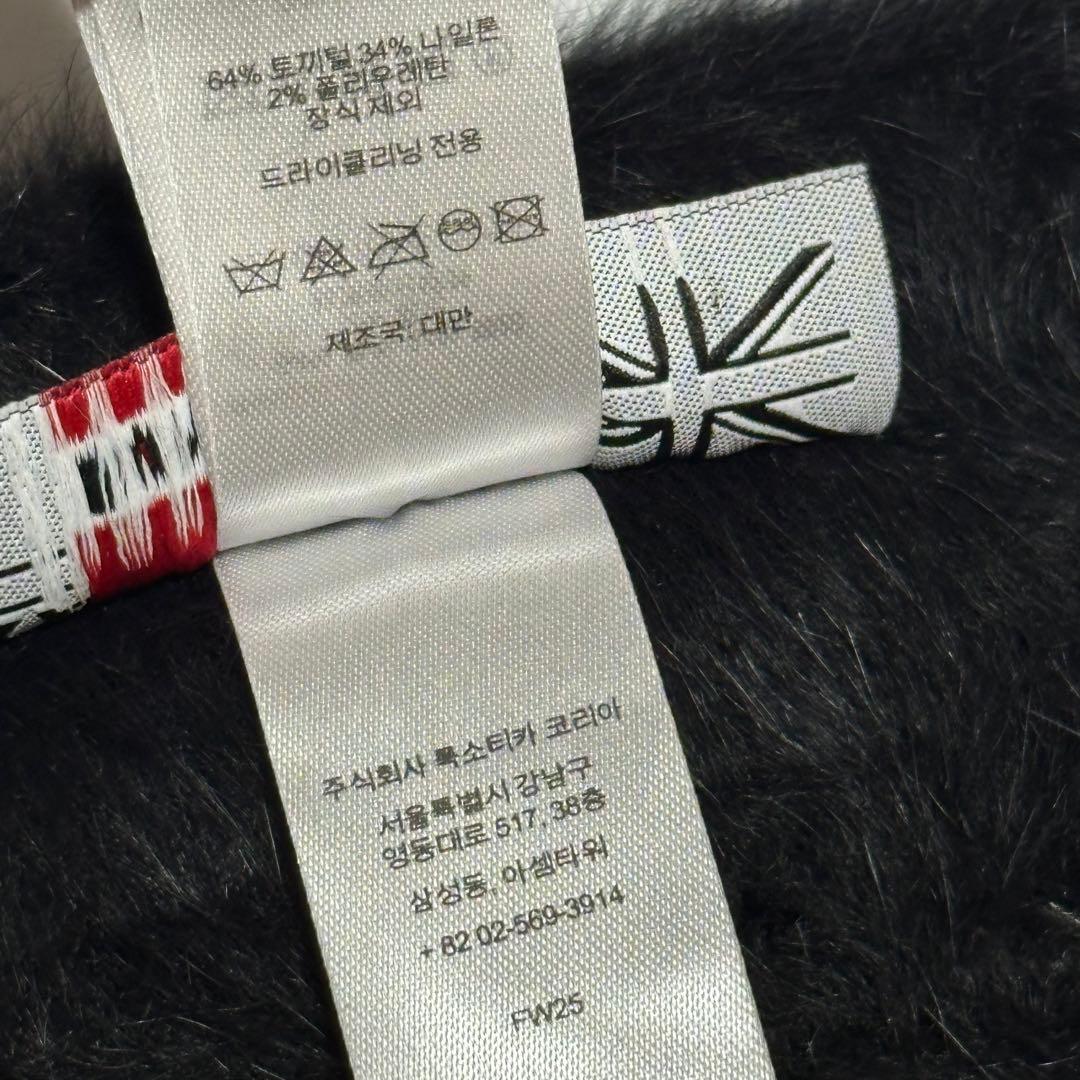 64% 토끼털 34% 나일론
2% 폴리우레탄
장식 제외
드라이클리닝 전용
제조국: 대만
주식회사 룩소티카 코리아
서울특별시 강남구
영동대로 517, 38층
삼성동, 아셈타워
+ 82 02-569-3914
FW25